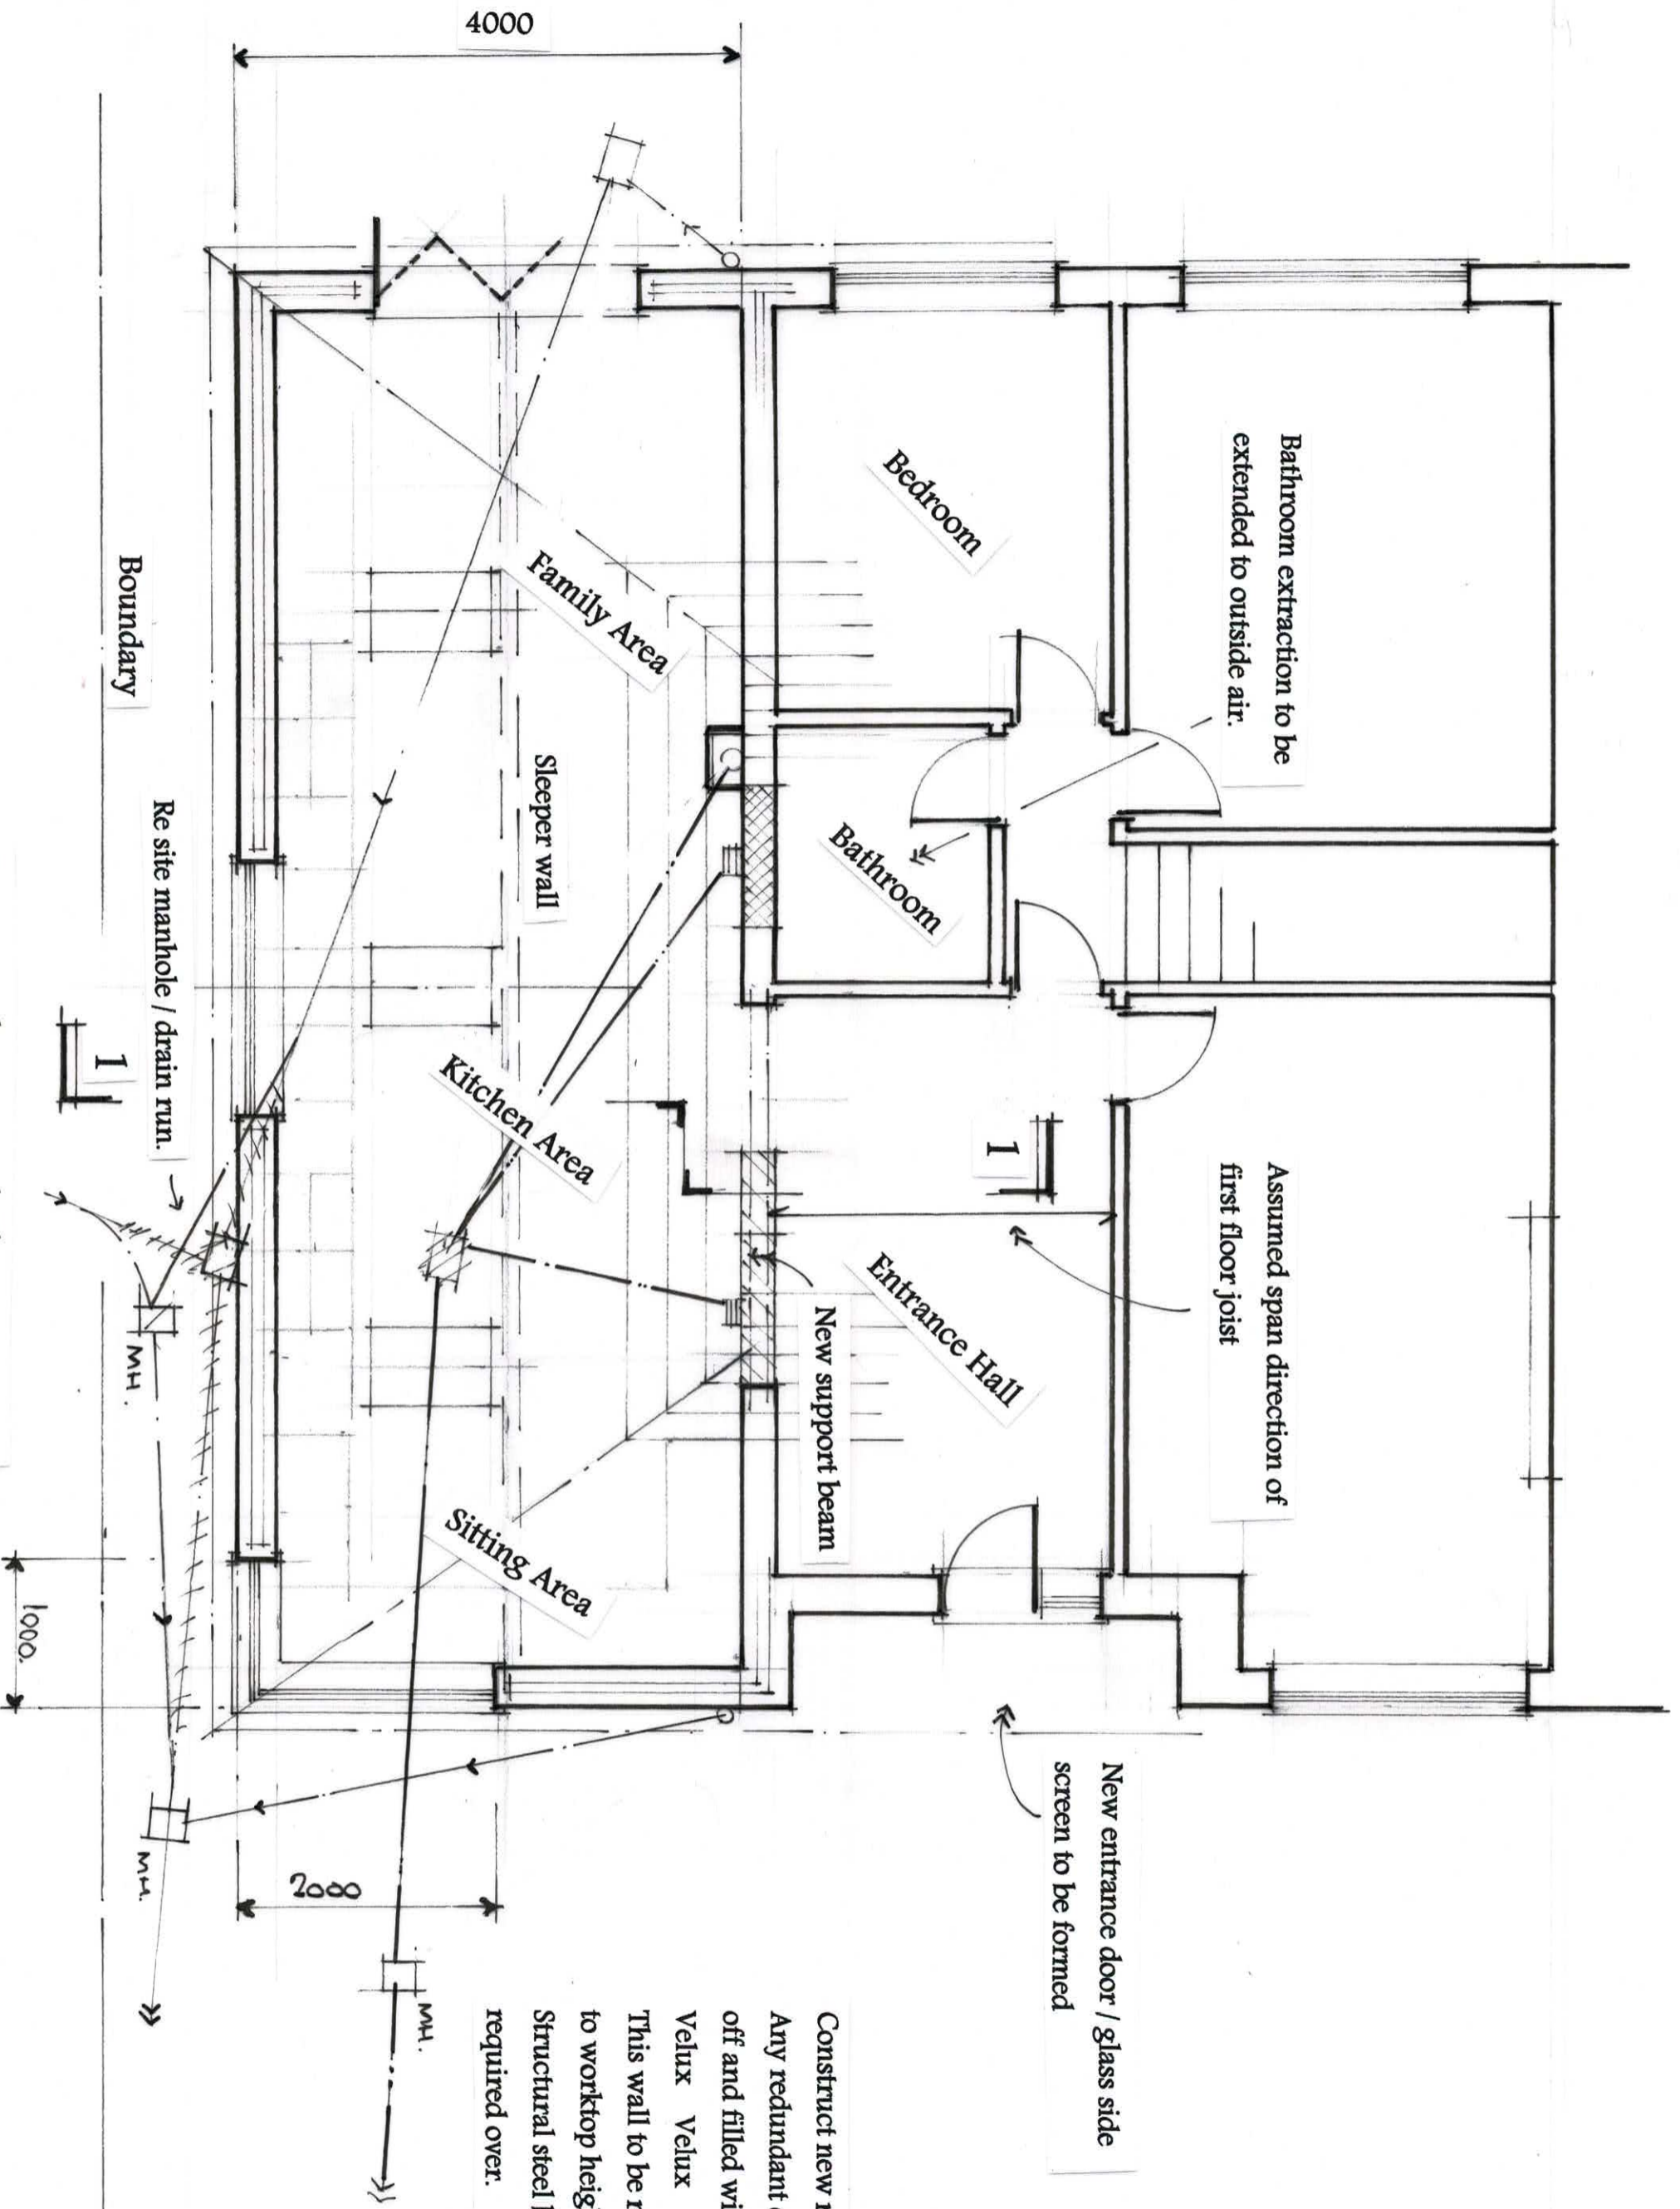 Bathroom extraction to be
extended to outside air.
Assumed span direction of
first floor joist
New entrance door / glass side
screen to be formed
Bedroom
Bathroom
Entrance Hall
1
New support beam
Family Area
Sleeper wall
Kitchen Area
Sitting Area
4000
Boundary
Re site manhole / drain run.
1
MH.
MH.
MH.
2000
1000.
Construct new
Any redundant
off and filled
Velux Velux
This wall to be
to worktop
Structural steel
required over.